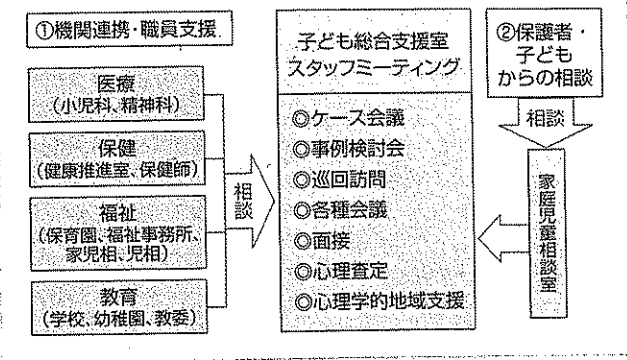 ①機関連携・職員支援
医療
(小児科、精神科)
保健
(健康推進室、保健師)
福祉
(保育園、福祉事務所、
家児相、児相)
教育
(学校、幼稚園、教委)
相談
子ども総合支援室
スタッフミーティング
◎ケース会議
◎事例検討会
◎巡回訪問
◎各種会議
◎面接
◎心理査定
◎心理学的地域支援
②保護者・
子ども
からの相談
相談
家庭児童相談室